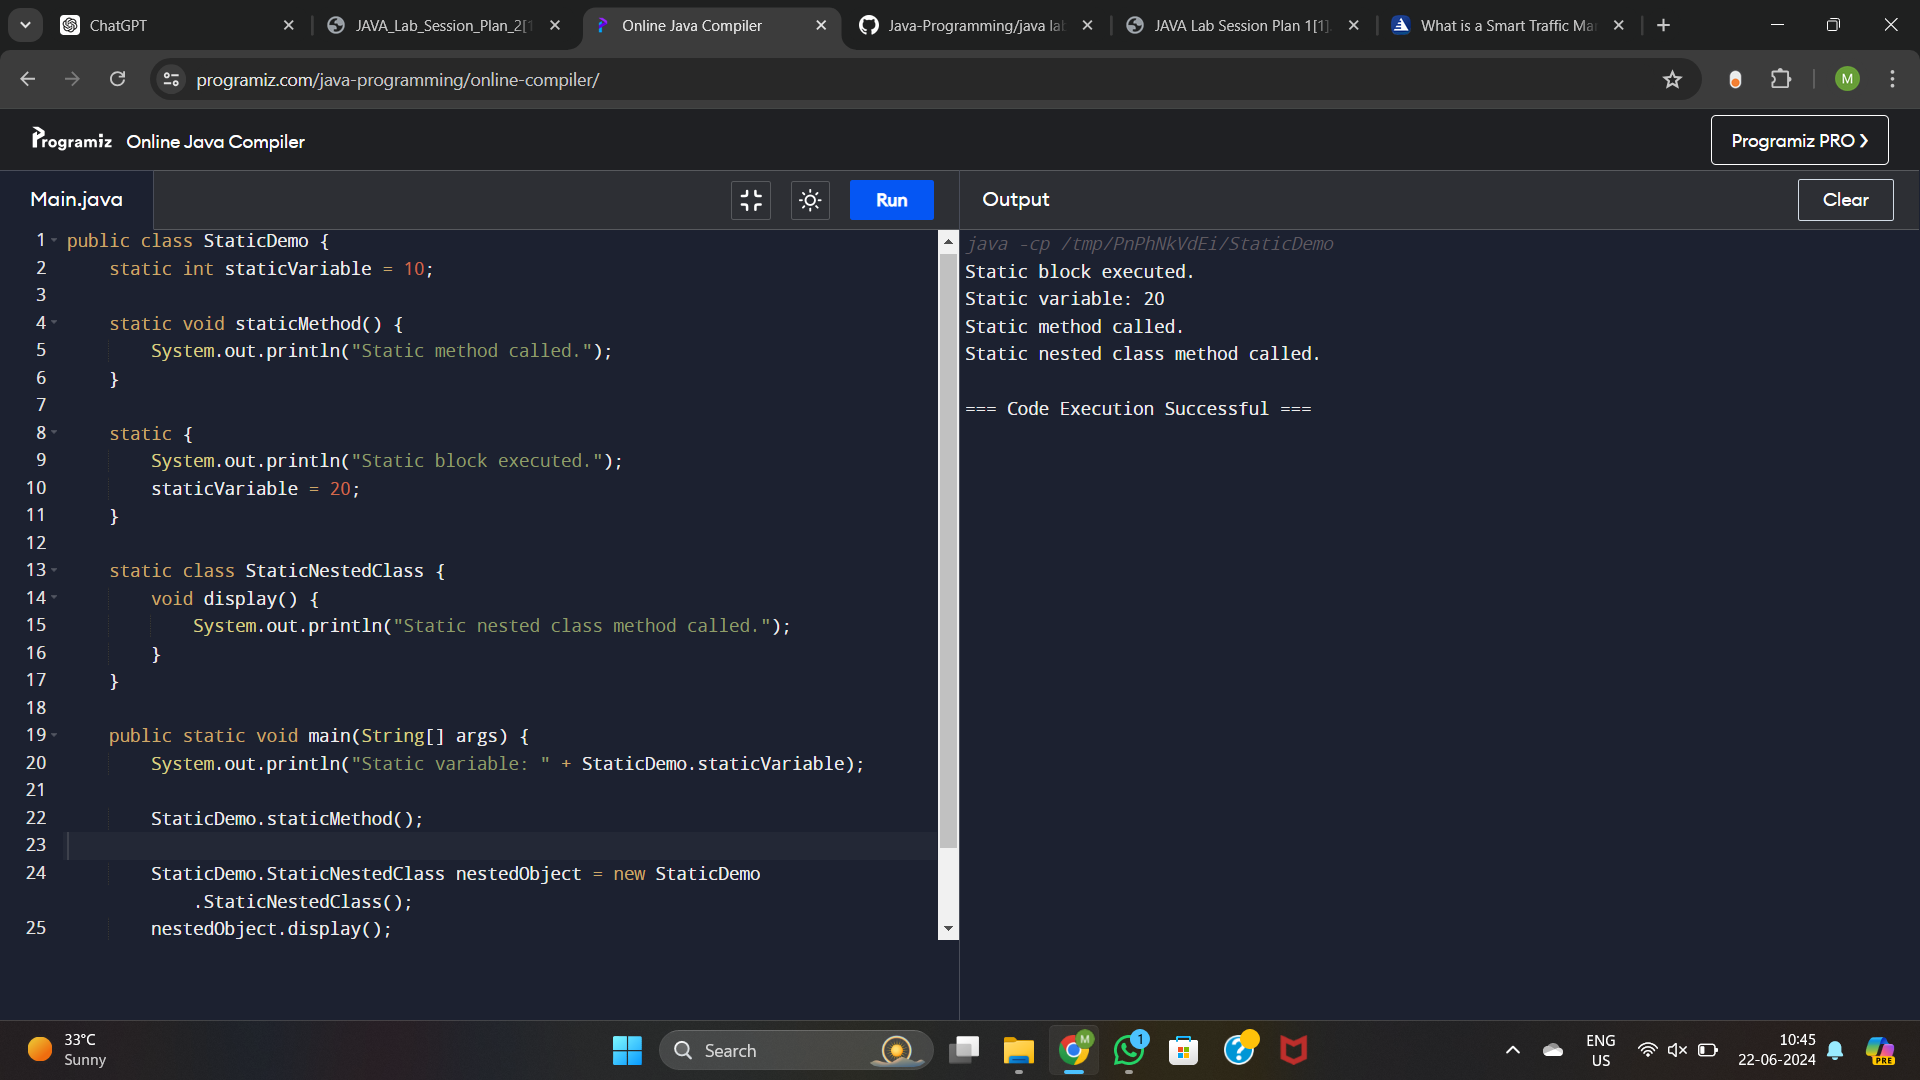 ChatGPT
JAVA_Lab_Session_Plan_2[1
Online Java Compiler
Java-Programming/java la
JAVA Lab Session Plan 1[1].
What is a Smart Traffic Ma
programiz.com/java-programming/online-compiler/
M
Programiz Online Java Compiler
Programiz PRO
Main.java
Run
Output
Clear
1 public class StaticDemo {
2 static int staticVariable = 10;
3
4 static void staticMethod() {
5 System.out.println("Static method called.");
6 }
7
8 static {
9 System.out.println("Static block executed.");
10 staticVariable = 20;
11 }
12
13 static class StaticNestedClass {
14 void display() {
15 System.out.println("Static nested class method called.");
16 }
17 }
18
19 public static void main(String[] args) {
20 System.out.println("Static variable: " + StaticDemo.staticVariable);
21
22 StaticDemo.staticMethod();
23
24 StaticDemo.StaticNestedClass nestedObject = new StaticDemo
.StaticNestedClass();
25 nestedObject.display();
java -cp /tmp/PnPhNkVdEi/StaticDemo
Static block executed.
Static variable: 20
Static method called.
Static nested class method called.
=== Code Execution Successful ===
33°C
Sunny
Search
M
1
ENG
US
10:45
22-06-2024
PRE